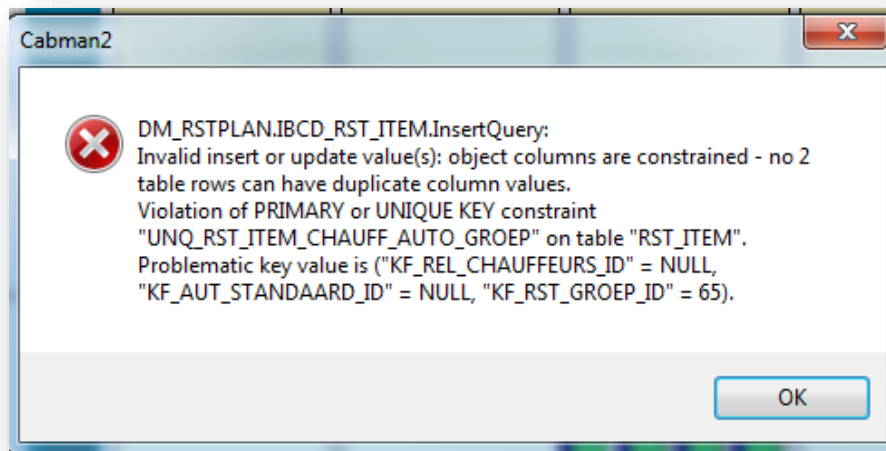 Cabman2
DM_RSTPLAN.IBCD_RST_ITEM.InsertQuery:
Invalid insert or update value(s): object columns are constrained - no 2
table rows can have duplicate column values.
Violation of PRIMARY or UNIQUE KEY constraint
"UNQ_RST_ITEM_CHAUFF_AUTO_GROEP" on table "RST_ITEM".
Problematic key value is ("KF_REL_CHAUFFEURS_ID" = NULL,
"KF_AUT_STANDAARD_ID" = NULL, "KF_RST_GROEP_ID" = 65).
OK